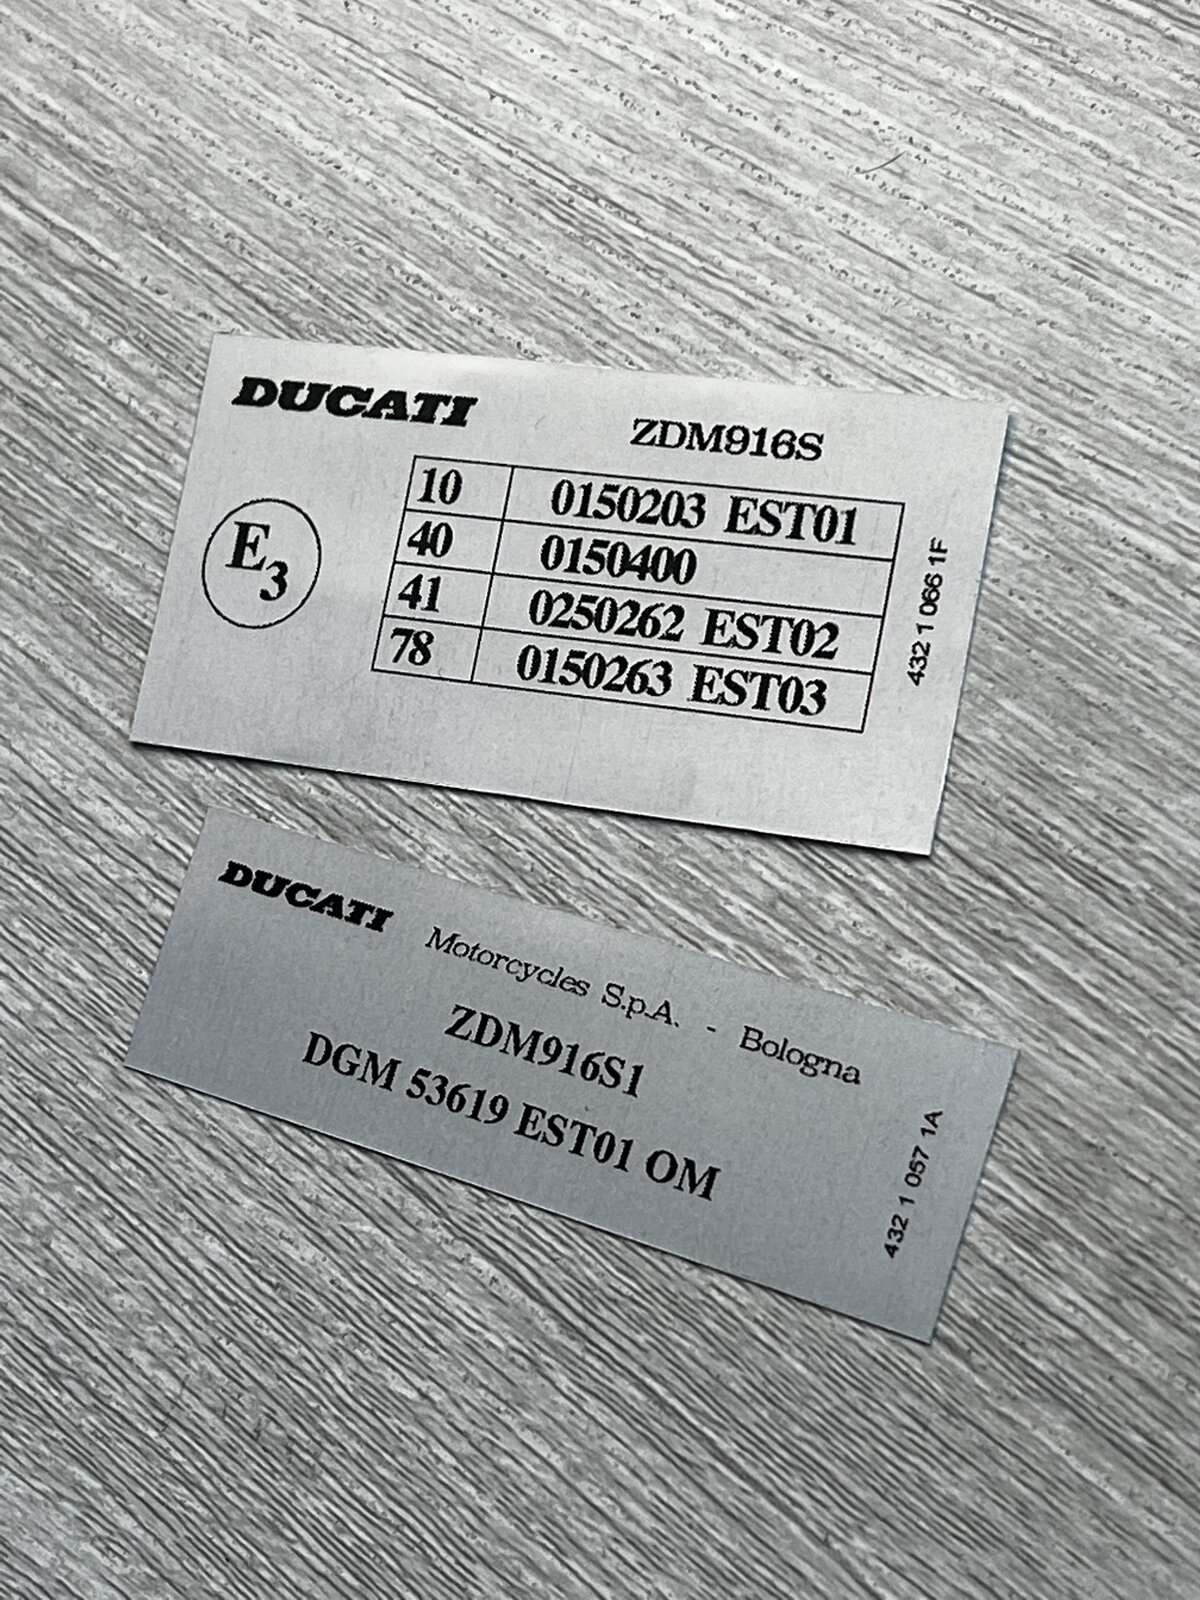 DUCATI ZDM916S
E3
10 0150203 EST01
40 0150400
41 0250262 EST02
78 0150263 EST03
432 1 066 1F
DUCATI Motorcycles S.p.A. - Bologna
ZDM916S1
DGM 53619 EST01 OM
432 1 057 1A